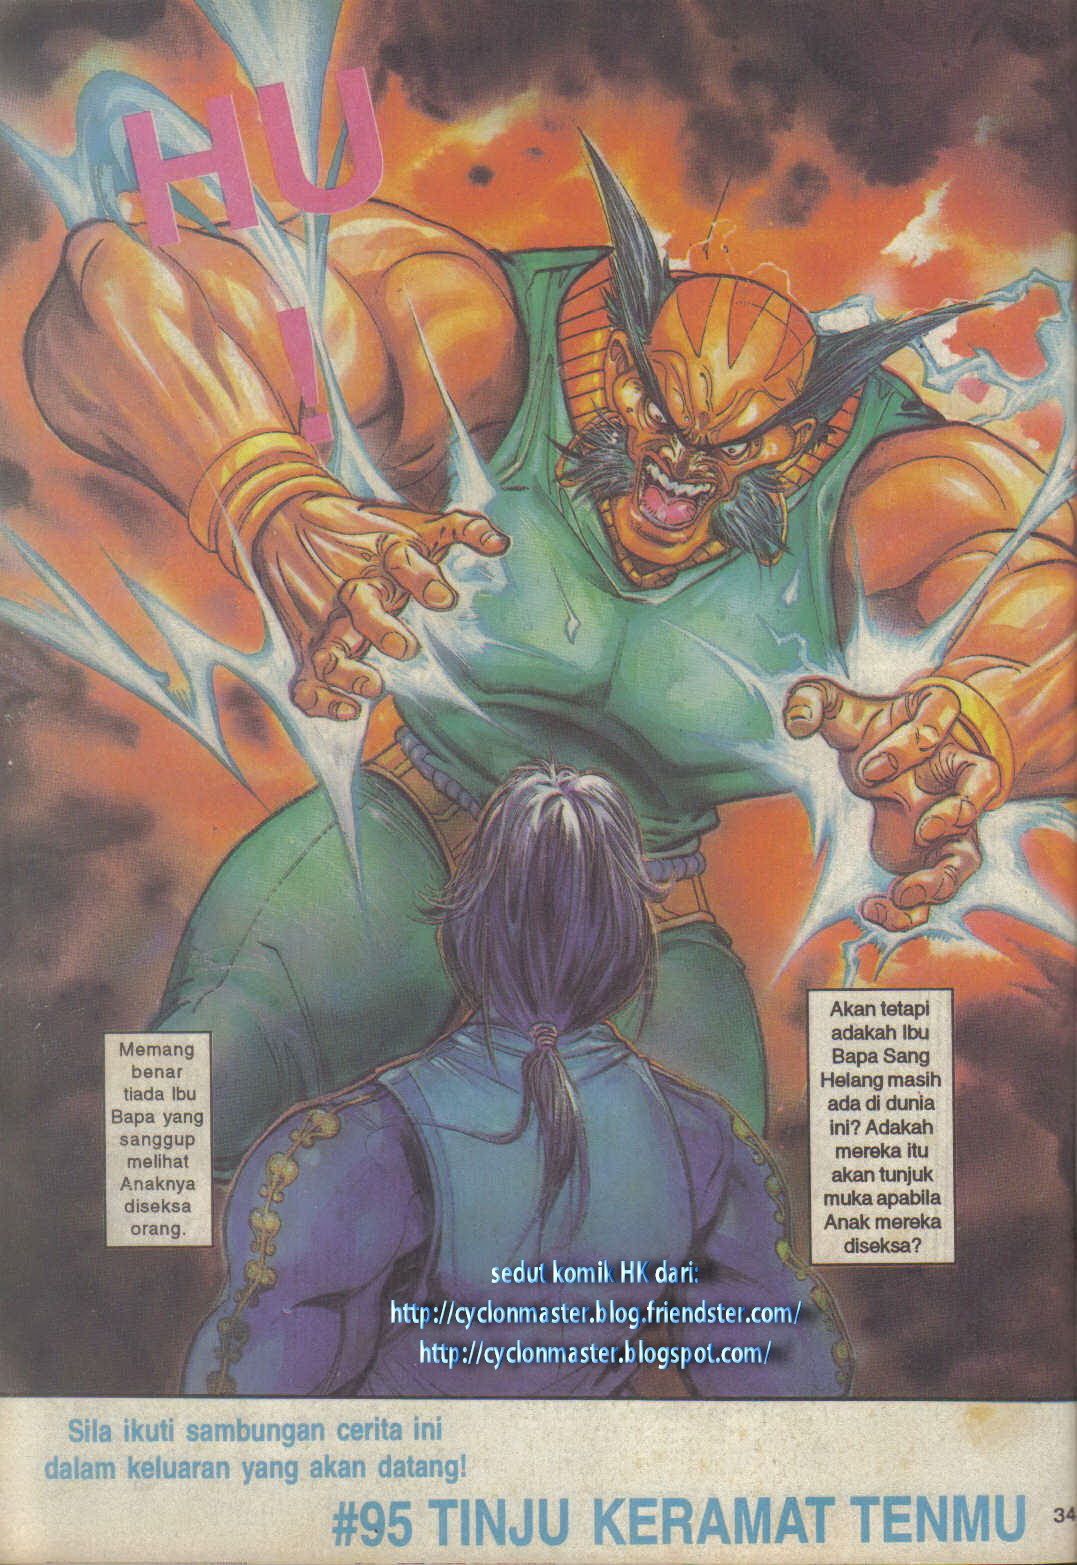 HU
!
Memang
benar
tiada Ibu
Bapa yang
sanggup
melihat
Anaknya
diseksa
orang.
Akan tetapi
adakah Ibu
Bapa Sang
Helang masih
ada di dunia
ini? Adakah
mereka itu
akan tunjuk
muka apabila
Anak mereka
diseksa?
sedut komik HK dari:
http://cyclonmaster.blog.friendster.com/
http://cyclonmaster.blogspot.com/
Sila ikuti sambungan cerita ini
dalam keluaran yang akan datang!
#95 TINJU KERAMAT TENMU
34